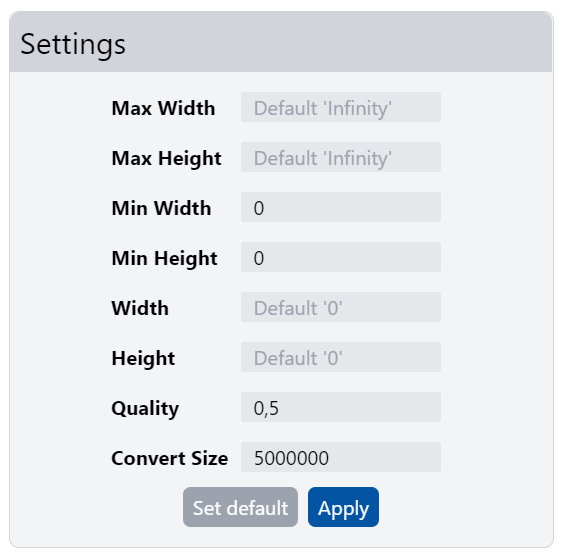 Settings
Max Width Default 'Infinity'
Max Height Default 'Infinity'
Min Width 0
Min Height 0
Width Default '0'
Height Default '0'
Quality 0,5
Convert Size 5000000
Set default Apply